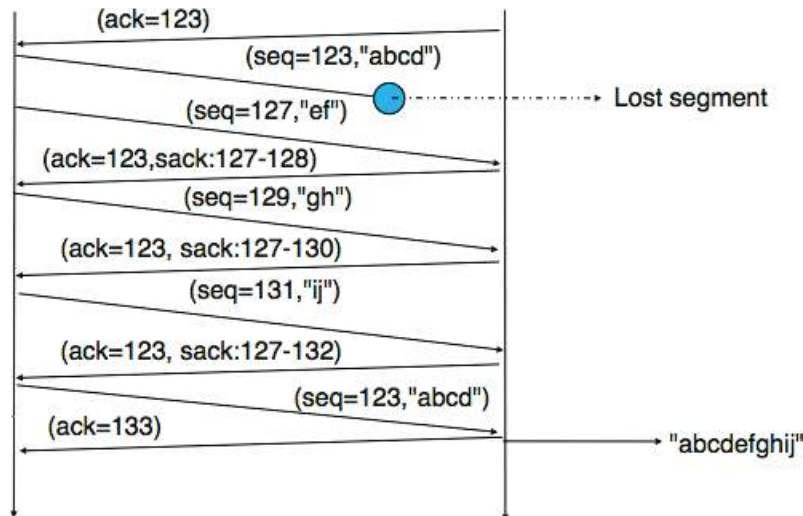 (ack=123)
(seq=123,"abcd")
Lost segment
(seq=127,"ef")
(ack=123,sack:127-128)
(seq=129,"gh")
(ack=123, sack:127-130)
(seq=131,"ij")
(ack=123, sack:127-132)
(seq=123,"abcd")
(ack=133)
"abcdefghij"